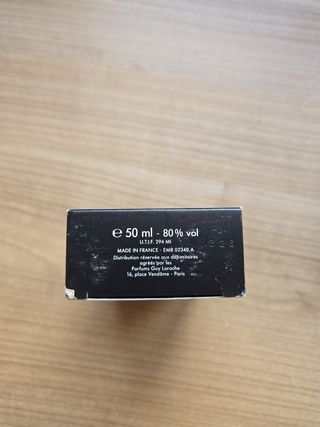 ℮ 50 ml - 80% vol
U.T.I.F. 294 MI
MADE IN FRANCE - EMB 02340 A
Distribution réservée aux dépositaires
agréés par les
Parfums Guy Laroche
16, place Vendôme - Paris